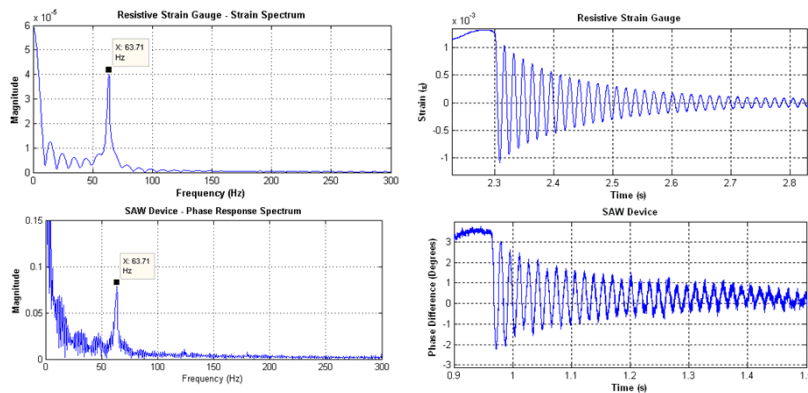 Resistive Strain Gauge - Strain Spectrum
x 10^-5
6
5
4
3
2
1
0
X: 63.71
Hz
Magnitude
0 50 100 150 200 250 300
Frequency (Hz)
Resistive Strain Gauge
x 10^-3
1
0.5
0
-0.5
-1
2.3 2.4 2.5 2.6 2.7 2.8
Time (s)
SAW Device - Phase Response Spectrum
0.15
0.1
0.05
0
X: 63.71
Hz
Magnitude
0 50 100 150 200 250 300
Frequency (Hz)
SAW Device
Phase Difference (Degrees)
3
2
1
0
-1
-2
-3
0.9 1 1.1 1.2 1.3 1.4
Time (s)